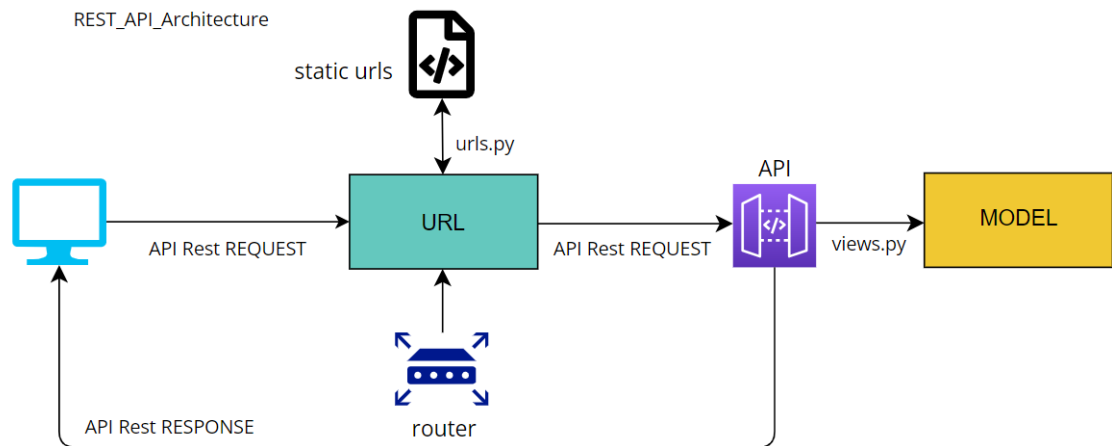 REST_API_Architecture
static urls
</>
urls.py
API
URL
</>
MODEL
API Rest REQUEST
API Rest REQUEST
views.py
router
API Rest RESPONSE